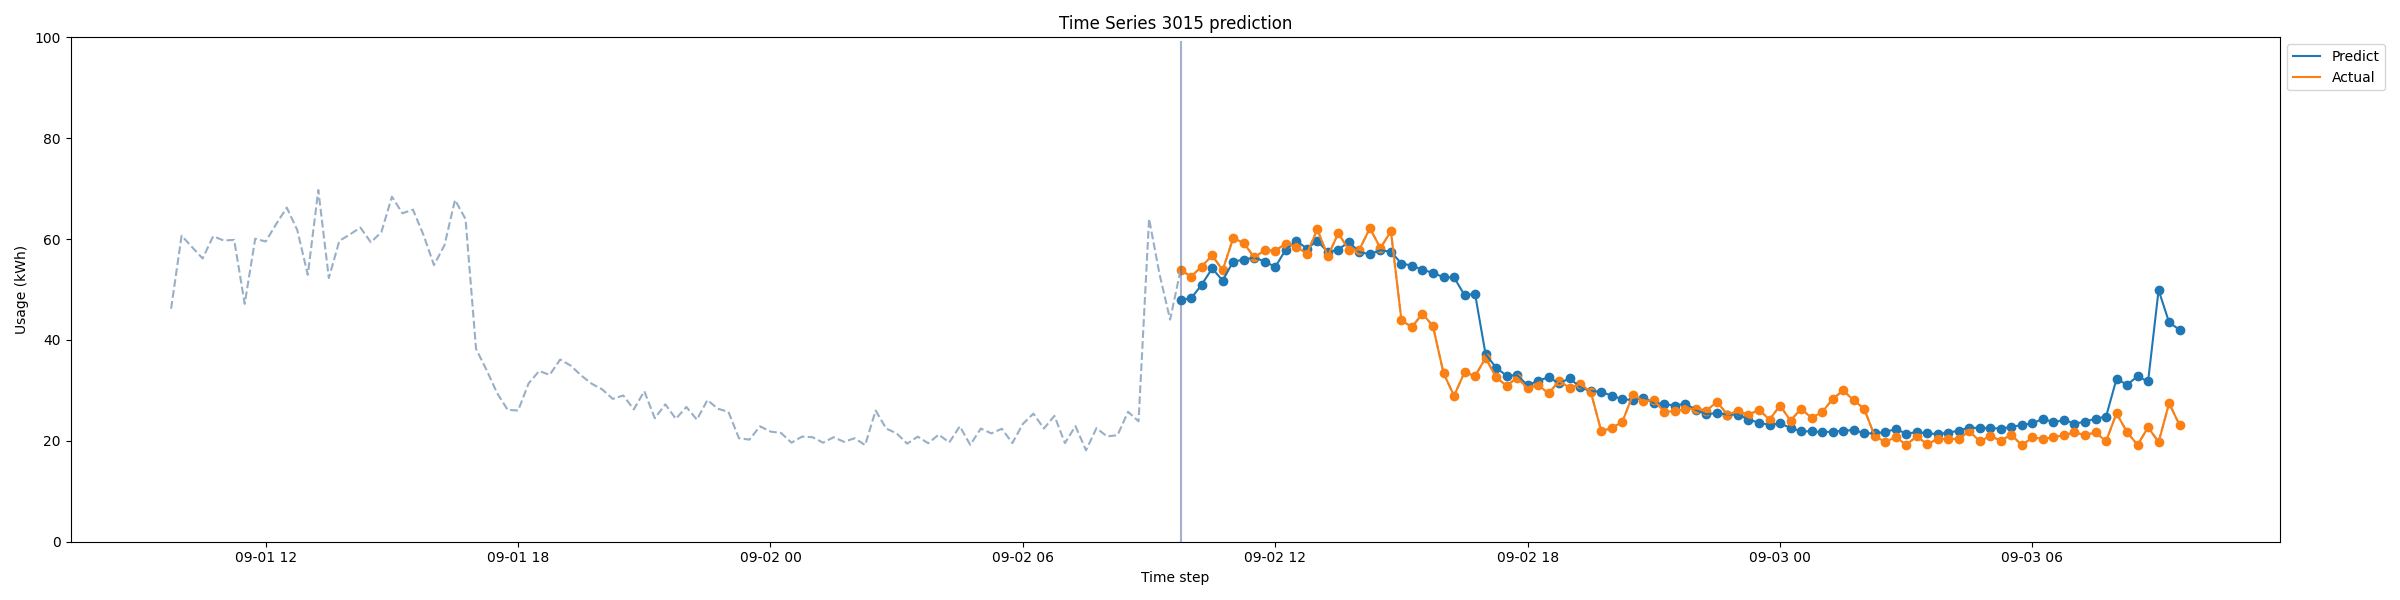 Time Series 3015 prediction
100
80
60
40
20
0
Usage (kWh)
09-01 12
09-01 18
09-02 00
09-02 06
09-02 12
09-02 18
09-03 00
09-03 06
Time step
Predict
Actual